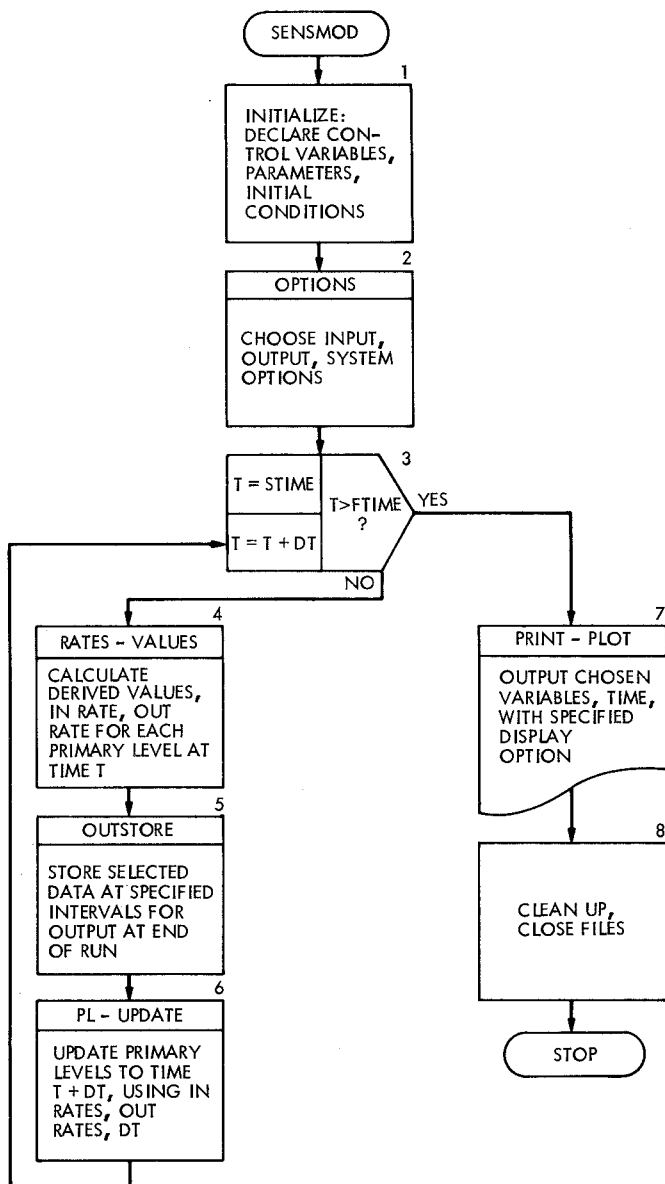 SENSMOD
1
INITIALIZE:
DECLARE CON-
TROL VARIABLES,
PARAMETERS,
INITIAL
CONDITIONS
2
OPTIONS
CHOOSE INPUT,
OUTPUT, SYSTEM
OPTIONS
3
T = STIME
T = T + DT
T>FTIME
?
YES
NO
4
RATES - VALUES
CALCULATE
DERIVED VALUES,
IN RATE, OUT
RATE FOR EACH
PRIMARY LEVEL AT
TIME T
5
OUTSTORE
STORE SELECTED
DATA AT SPECIFIED
INTERVALS FOR
OUTPUT AT END
OF RUN
6
PL - UPDATE
UPDATE PRIMARY
LEVELS TO TIME
T + DT, USING IN
RATES, OUT
RATES, DT
7
PRINT - PLOT
OUTPUT CHOSEN
VARIABLES, TIME,
WITH SPECIFIED
DISPLAY
OPTION
8
CLEAN UP,
CLOSE FILES
STOP